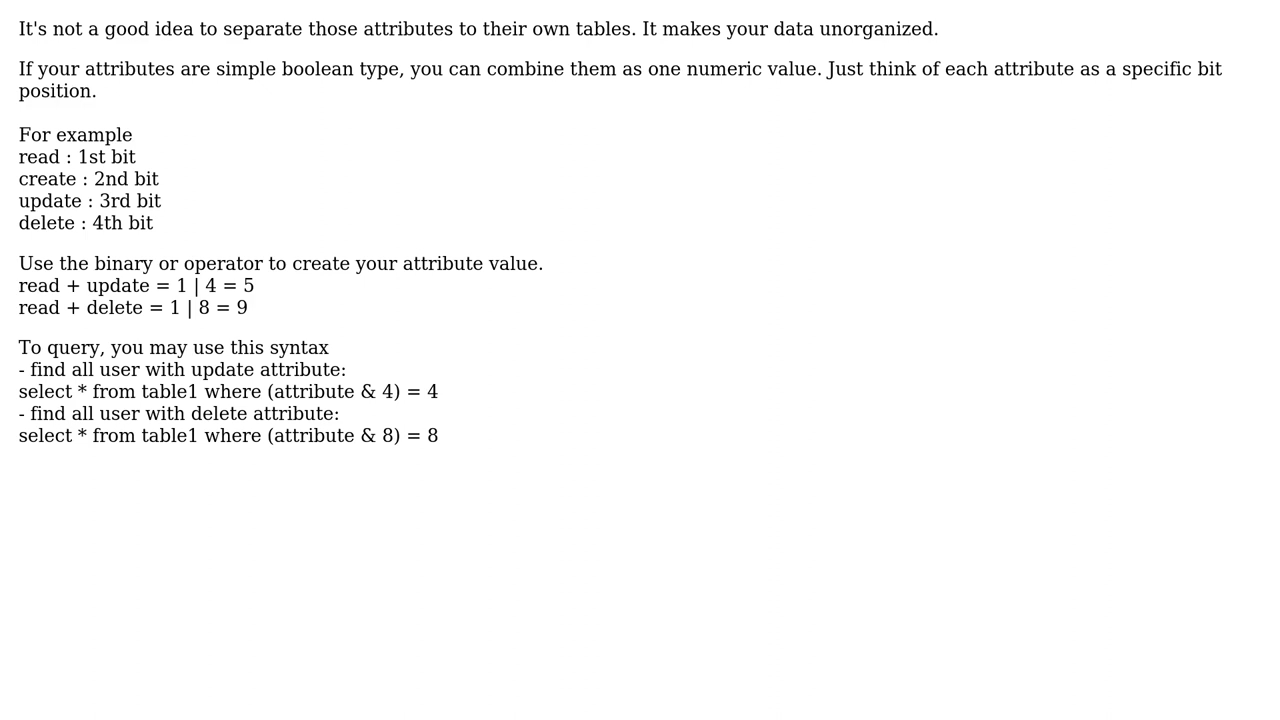 It's not a good idea to separate those attributes to their own tables. It makes your data unorganized.
If your attributes are simple boolean type, you can combine them as one numeric value. Just think of each attribute as a specific bit
position.
For example
read : 1st bit
create : 2nd bit
update : 3rd bit
delete : 4th bit
Use the binary or operator to create your attribute value.
read + update = 1 | 4 = 5
read + delete = 1 | 8 = 9
To query, you may use this syntax
- find all user with update attribute:
select * from table1 where (attribute & 4) = 4
- find all user with delete attribute:
select * from table1 where (attribute & 8) = 8